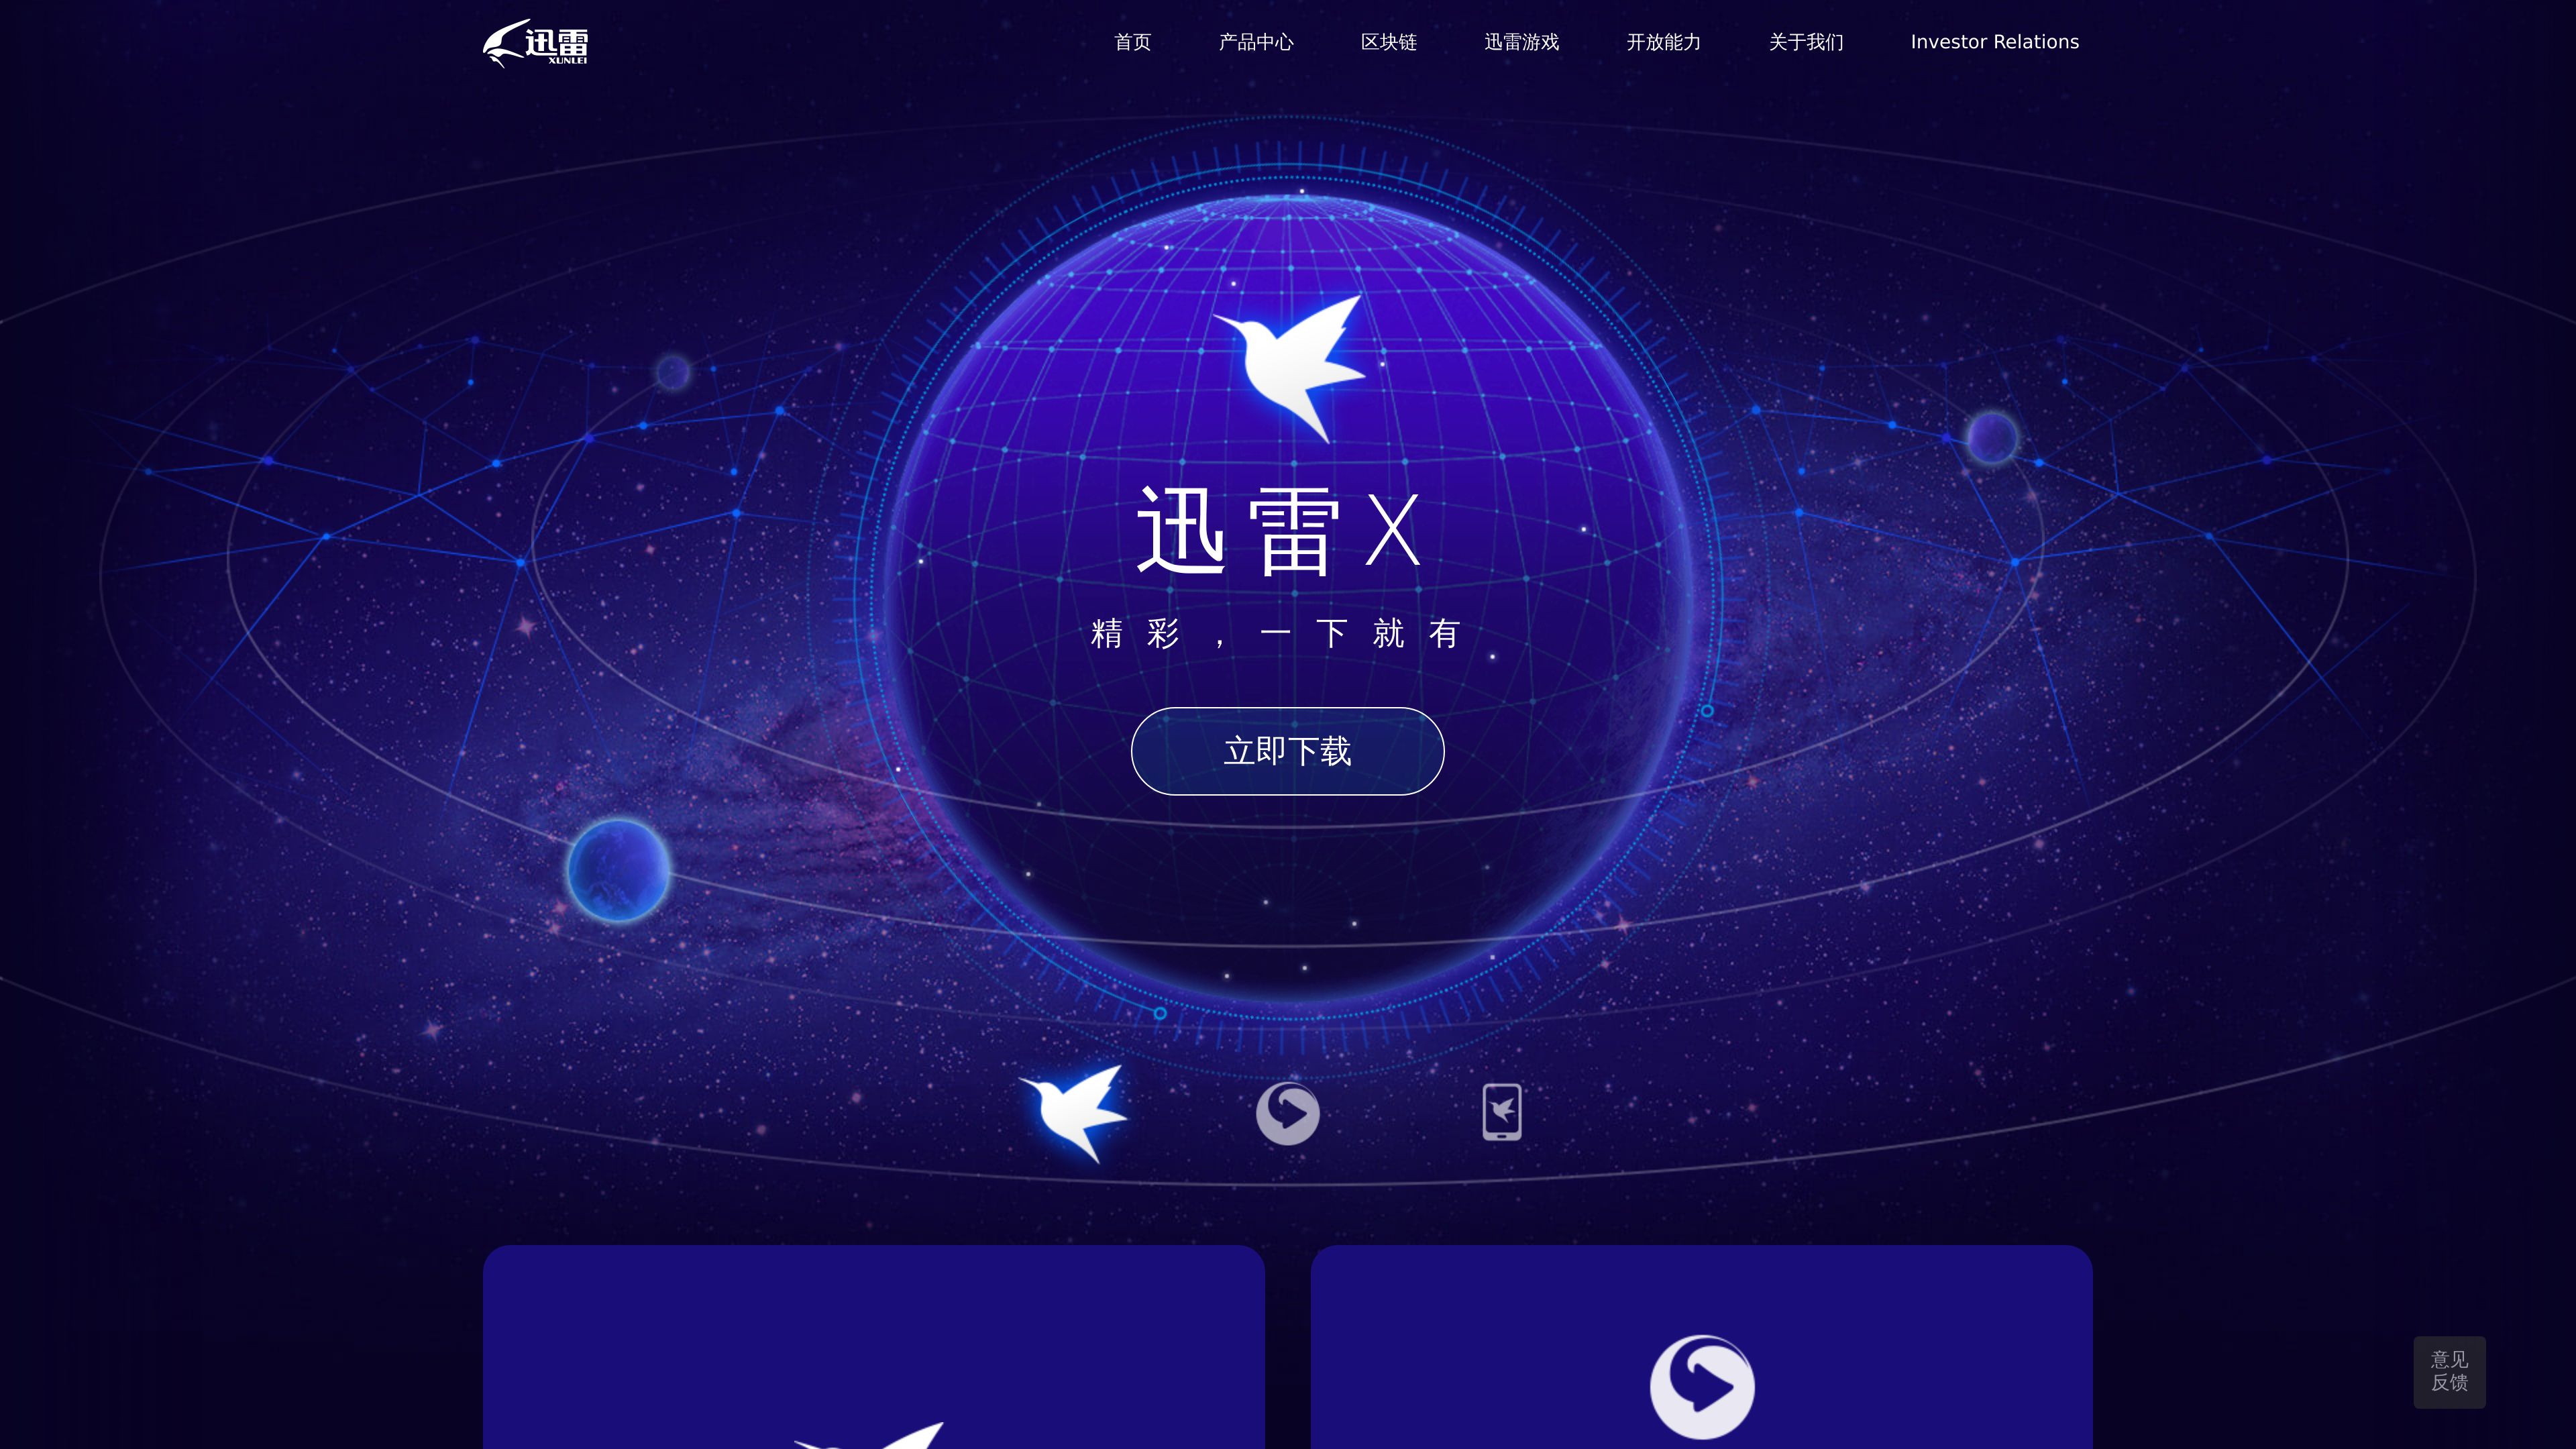 迅雷
XUNLEI
首页 产品中心 区块链 迅雷游戏 开放能力 关于我们 Investor Relations
迅雷X
精彩，一下就有
立即下载
意见
反馈